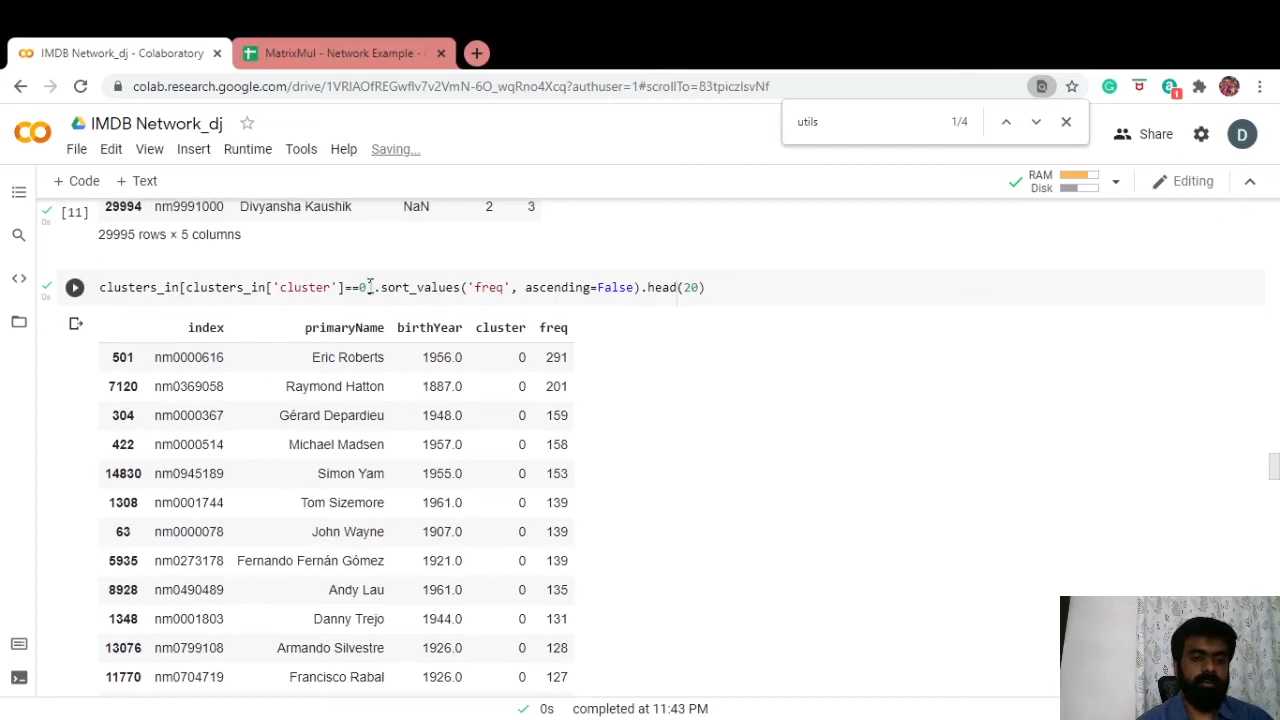 IMDB Network_dj - Colaboratory
MatrixMul - Network Example -
colab.research.google.com/drive/1VRIAOfREGwfly7v2YmN-6O_wqRno4Xcq?authuser=1#scrollTo=83tpiczlsvNf
1
utils 1/4
IMDB Network_dj
File Edit View Insert Runtime Tools Help Saving...
Share
D
+ Code + Text
RAM
Disk
Editing
[11]
0s
29994 nm9991000 Divyansha Kaushik NaN 2 3
29995 rows × 5 columns
0s
clusters_in[clusters_in['cluster']==0].sort_values('freq', ascending=False).head(20)
index primaryName birthYear cluster freq
501 nm0000616 Eric Roberts 1956.0 0 291
7120 nm0369058 Raymond Hatton 1887.0 0 201
304 nm0000367 Gérard Depardieu 1948.0 0 159
422 nm0000514 Michael Madsen 1957.0 0 158
14830 nm0945189 Simon Yam 1955.0 0 153
1308 nm0001744 Tom Sizemore 1961.0 0 139
63 nm0000078 John Wayne 1907.0 0 139
5935 nm0273178 Fernando Fernán Gómez 1921.0 0 139
8928 nm0490489 Andy Lau 1961.0 0 135
1348 nm0001803 Danny Trejo 1944.0 0 131
13076 nm0799108 Armando Silvestre 1926.0 0 128
11770 nm0704719 Francisco Rabal 1926.0 0 127
0s completed at 11:43 PM